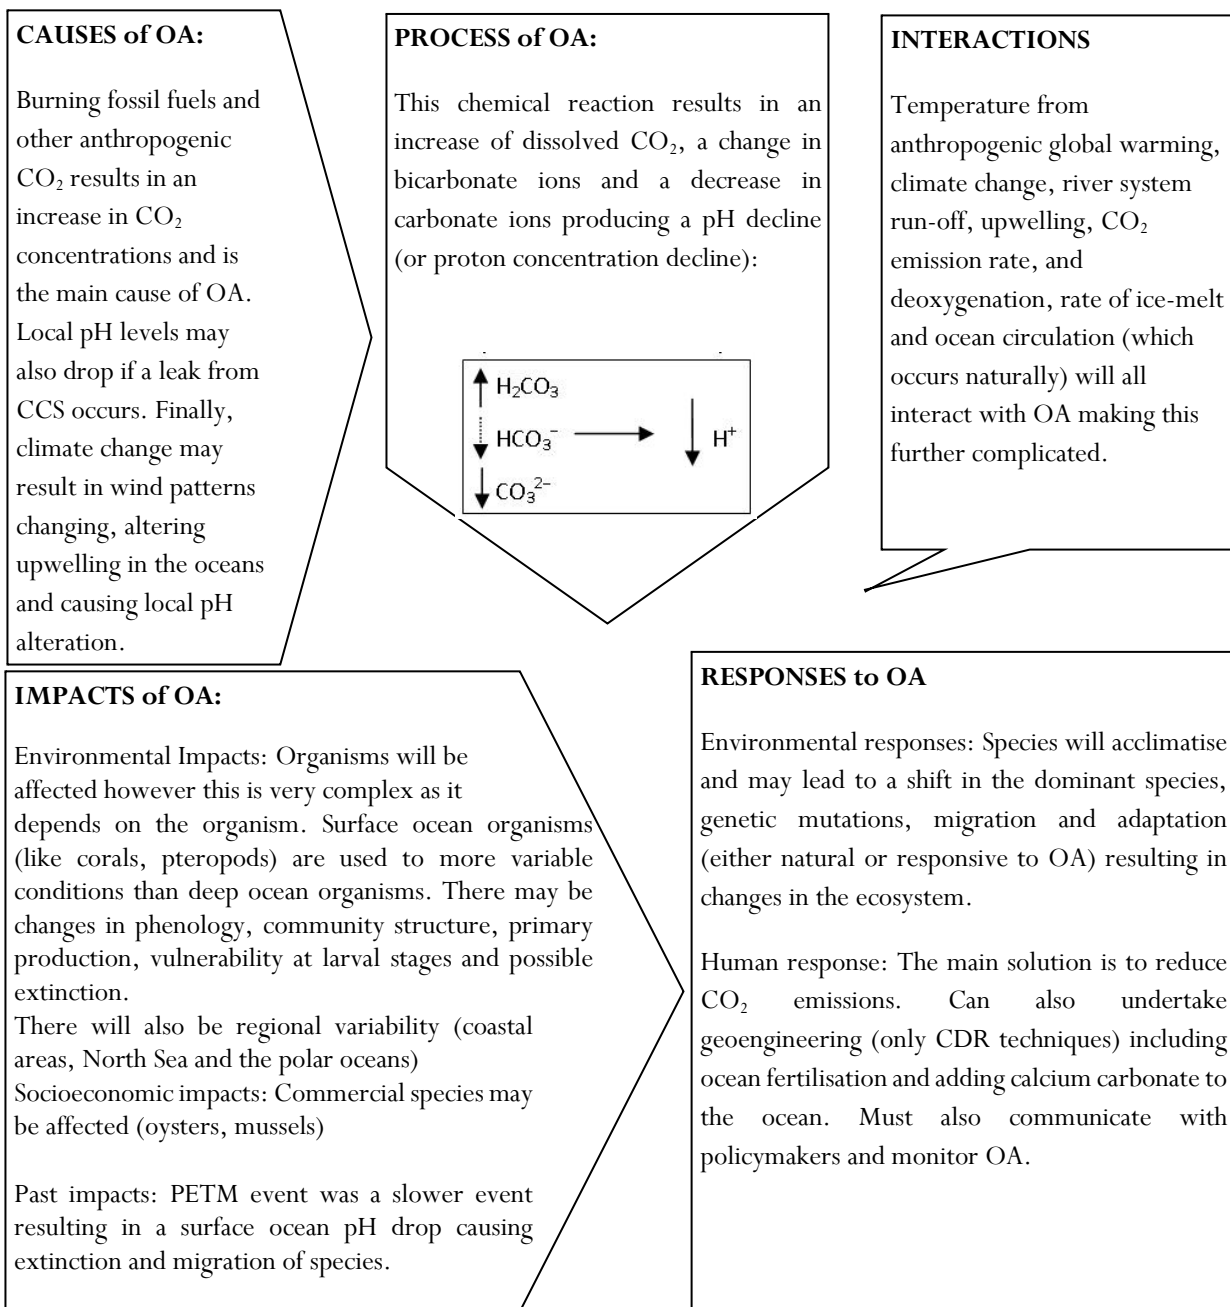 CAUSES of OA:
Burning fossil fuels and
other anthropogenic
CO₂ results in an
increase in CO₂
concentrations and is
the main cause of OA.
Local pH levels may
also drop if a leak from
CCS occurs. Finally,
climate change may
result in wind patterns
changing, altering
upwelling in the oceans
and causing local pH
alteration.
PROCESS of OA:
This chemical reaction results in an
increase of dissolved CO₂, a change in
bicarbonate ions and a decrease in
carbonate ions producing a pH decline
(or proton concentration decline):
H₂CO₃
HCO₃⁻
H⁺
CO₃²⁻
INTERACTIONS
Temperature from
anthropogenic global warming,
climate change, river system
run-off, upwelling, CO₂
emission rate, and
deoxygenation, rate of ice-melt
and ocean circulation (which
occurs naturally) will all
interact with OA making this
further complicated.
IMPACTS of OA:
Environmental Impacts: Organisms will be
affected however this is very complex as it
depends on the organism. Surface ocean organisms
(like corals, pteropods) are used to more variable
conditions than deep ocean organisms. There may be
changes in phenology, community structure, primary
production, vulnerability at larval stages and possible
extinction.
There will also be regional variability (coastal
areas, North Sea and the polar oceans)
Socioeconomic impacts: Commercial species may
be affected (oysters, mussels)
Past impacts: PETM event was a slower event
resulting in a surface ocean pH drop causing
extinction and migration of species.
RESPONSES to OA
Environmental responses: Species will acclimatise
and may lead to a shift in the dominant species,
genetic mutations, migration and adaptation
(either natural or responsive to OA) resulting in
changes in the ecosystem.
Human response: The main solution is to reduce
CO₂ emissions. Can also undertake
geoengineering (only CDR techniques) including
ocean fertilisation and adding calcium carbonate to
the ocean. Must also communicate with
policymakers and monitor OA.